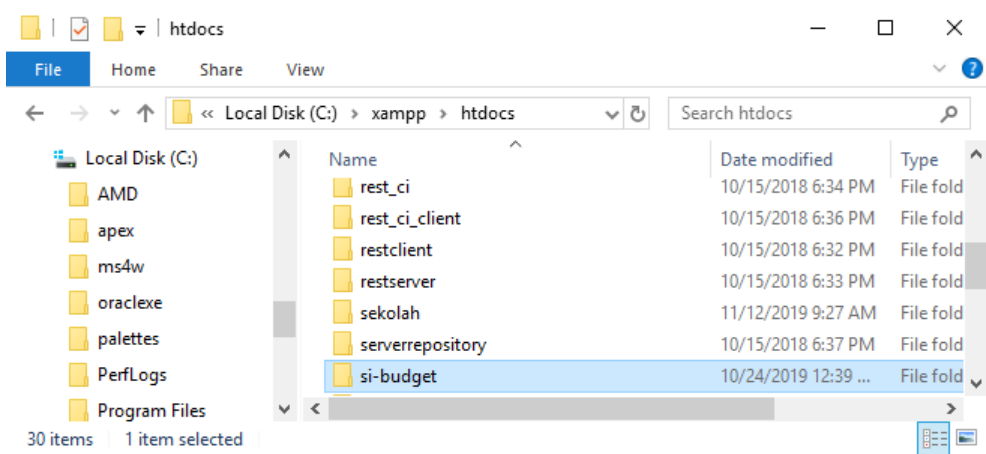 htdocs
File Home Share View
« Local Disk (C:) > xampp > htdocs
Search htdocs
Local Disk (C:)
AMD
apex
ms4w
oraclexe
palettes
PerfLogs
Program Files
Name Date modified Type
rest_ci 10/15/2018 6:34 PM File fold
rest_ci_client 10/15/2018 6:36 PM File fold
restclient 10/15/2018 6:32 PM File fold
restserver 10/15/2018 6:33 PM File fold
sekolah 11/12/2019 9:27 AM File fold
serverrepository 10/15/2018 6:37 PM File fold
si-budget 10/24/2019 12:39 ... File fold
30 items 1 item selected